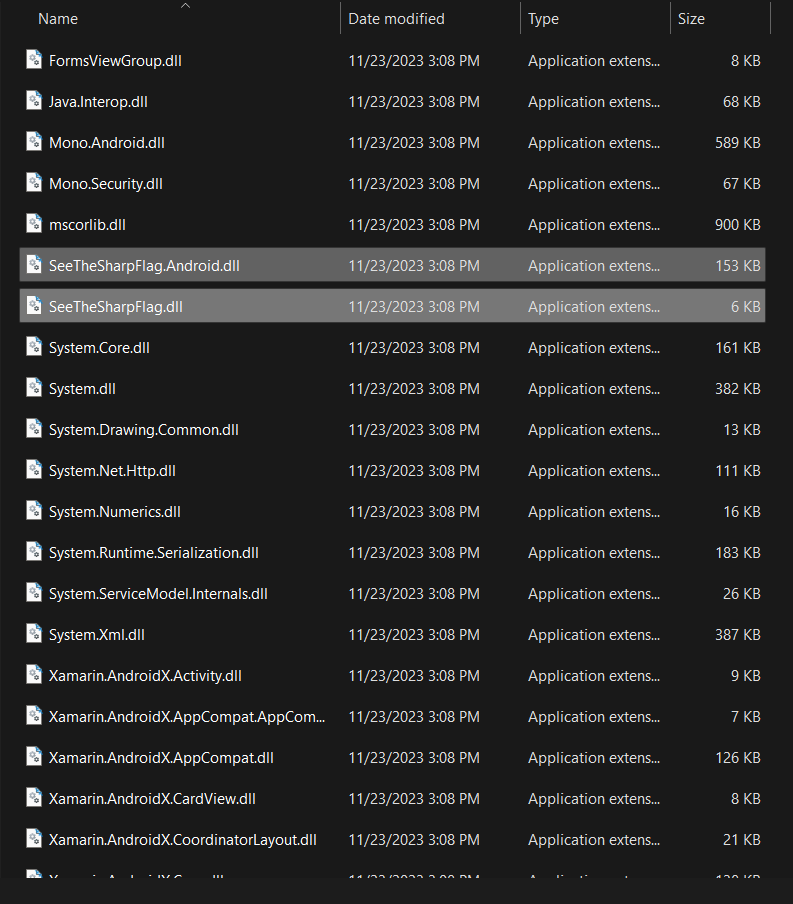 Name Date modified Type Size
FormsViewGroup.dll 11/23/2023 3:08 PM Application extens... 8 KB
Java.Interop.dll 11/23/2023 3:08 PM Application extens... 68 KB
Mono.Android.dll 11/23/2023 3:08 PM Application extens... 589 KB
Mono.Security.dll 11/23/2023 3:08 PM Application extens... 67 KB
mscorlib.dll 11/23/2023 3:08 PM Application extens... 900 KB
SeeTheSharpFlag.Android.dll 11/23/2023 3:08 PM Application extens... 153 KB
SeeTheSharpFlag.dll 11/23/2023 3:08 PM Application extens... 6 KB
System.Core.dll 11/23/2023 3:08 PM Application extens... 161 KB
System.dll 11/23/2023 3:08 PM Application extens... 382 KB
System.Drawing.Common.dll 11/23/2023 3:08 PM Application extens... 13 KB
System.Net.Http.dll 11/23/2023 3:08 PM Application extens... 111 KB
System.Numerics.dll 11/23/2023 3:08 PM Application extens... 16 KB
System.Runtime.Serialization.dll 11/23/2023 3:08 PM Application extens... 183 KB
System.ServiceModel.Internals.dll 11/23/2023 3:08 PM Application extens... 26 KB
System.Xml.dll 11/23/2023 3:08 PM Application extens... 387 KB
Xamarin.AndroidX.Activity.dll 11/23/2023 3:08 PM Application extens... 9 KB
Xamarin.AndroidX.AppCompat.AppCom... 11/23/2023 3:08 PM Application extens... 7 KB
Xamarin.AndroidX.AppCompat.dll 11/23/2023 3:08 PM Application extens... 126 KB
Xamarin.AndroidX.CardView.dll 11/23/2023 3:08 PM Application extens... 8 KB
Xamarin.AndroidX.CoordinatorLayout.dll 11/23/2023 3:08 PM Application extens... 21 KB